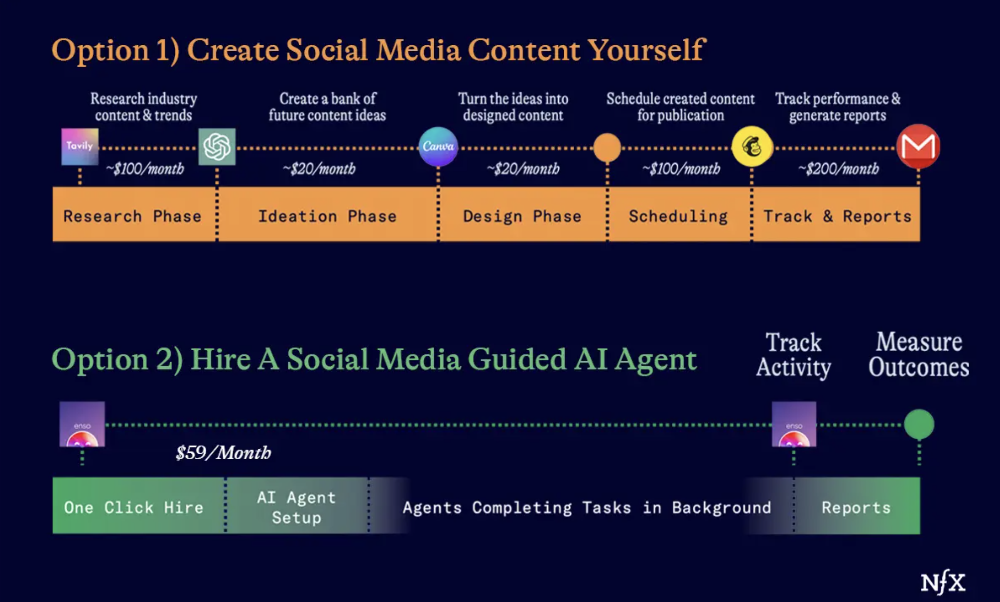 Option 1) Create Social Media Content Yourself
Research industry
content & trends
Create a bank of
future content ideas
Turn the ideas into
designed content
Schedule created content
for publication
Track performance &
generate reports
Tavily
Canva
~$100/month
~$20/month
~$20/month
~$100/month
~$200/month
Research Phase
Ideation Phase
Design Phase
Scheduling
Track & Reports
Option 2) Hire A Social Media Guided AI Agent
Track
Activity
Measure
Outcomes
enso
enso
$59/Month
One Click Hire
AI Agent
Setup
Agents Completing Tasks in Background
Reports
NfX